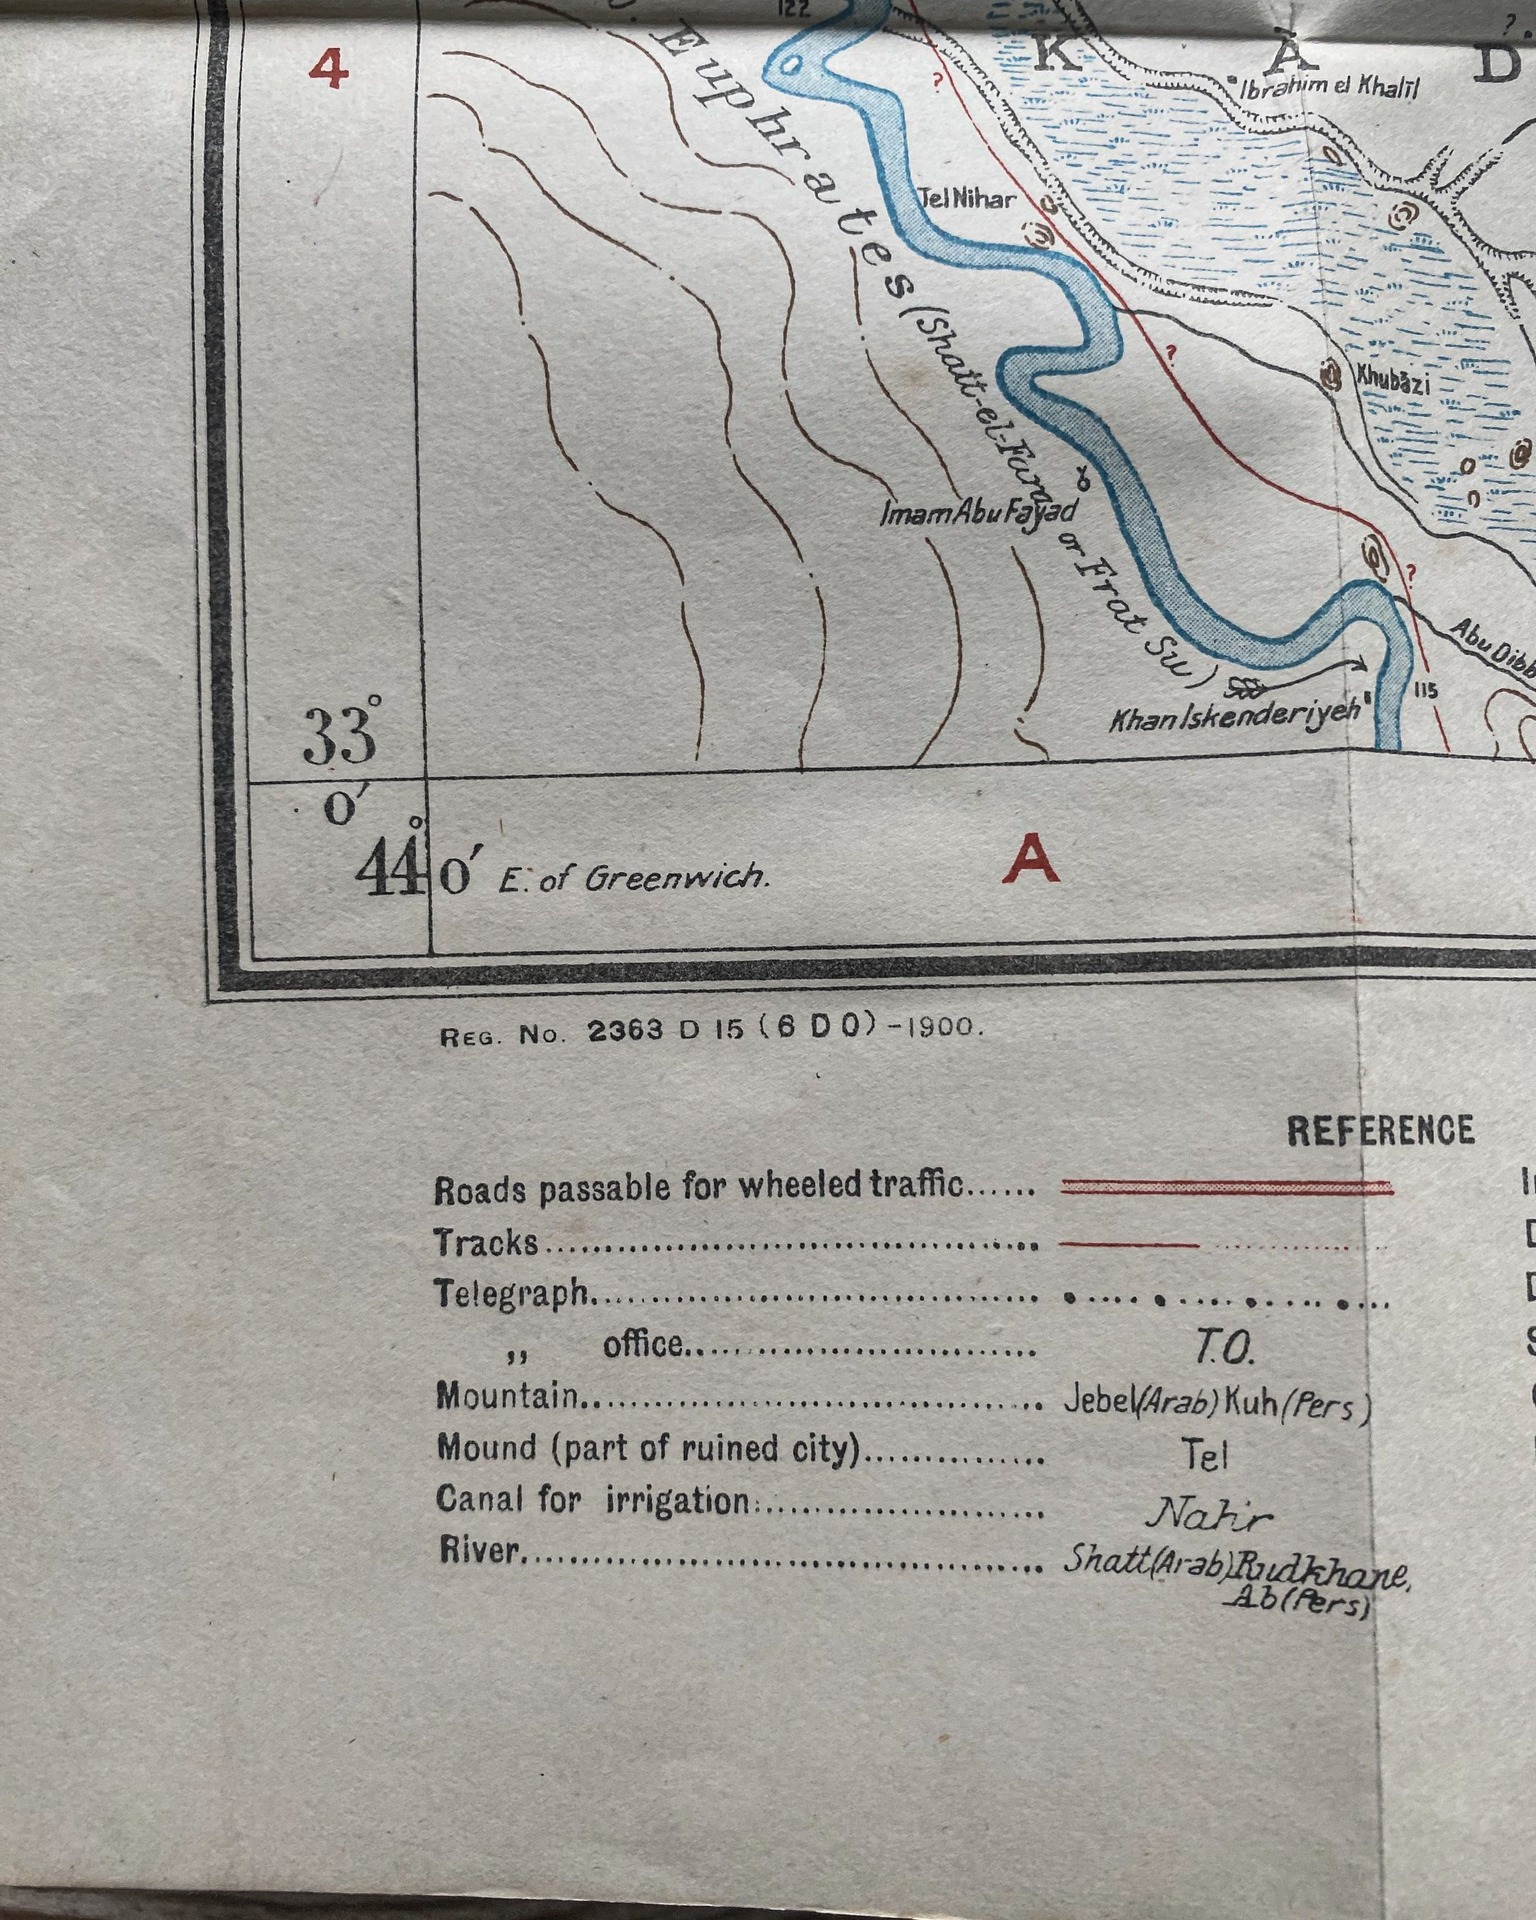 122
4
R. Euphrates (Shatt-el-Furāt or Frat Su)
K Ā D
?
?
Ibrahim el Khalīl
Tel Nihar
?
Khubāzi
Imam Abu Fayad
?
Abu Dibb
115
Khan Iskenderiyeh
33°
0'
44° 0' E. of Greenwich.
A
REG. No. 2363 D 15 (6 D 0) -1900.
REFERENCE
Roads passable for wheeled traffic......
Tracks
Telegraph
,, office T.O.
Mountain Jebel (Arab) Kuh (Pers)
Mound (part of ruined city) Tel
Canal for irrigation Nahr
River Shatt (Arab) Rudkhane,
Ab (Pers)